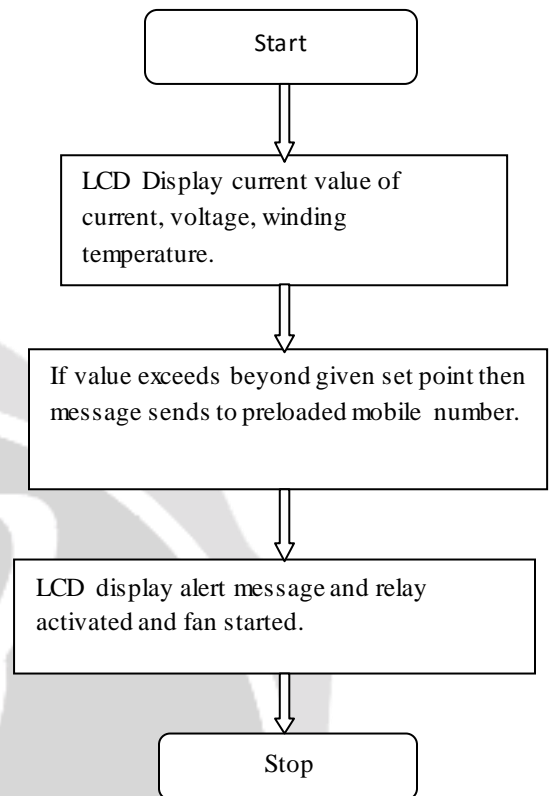 Start
LCD Display current value of
current, voltage, winding
temperature.
If value exceeds beyond given set point then
message sends to preloaded mobile number.
LCD display alert message and relay
activated and fan started.
Stop